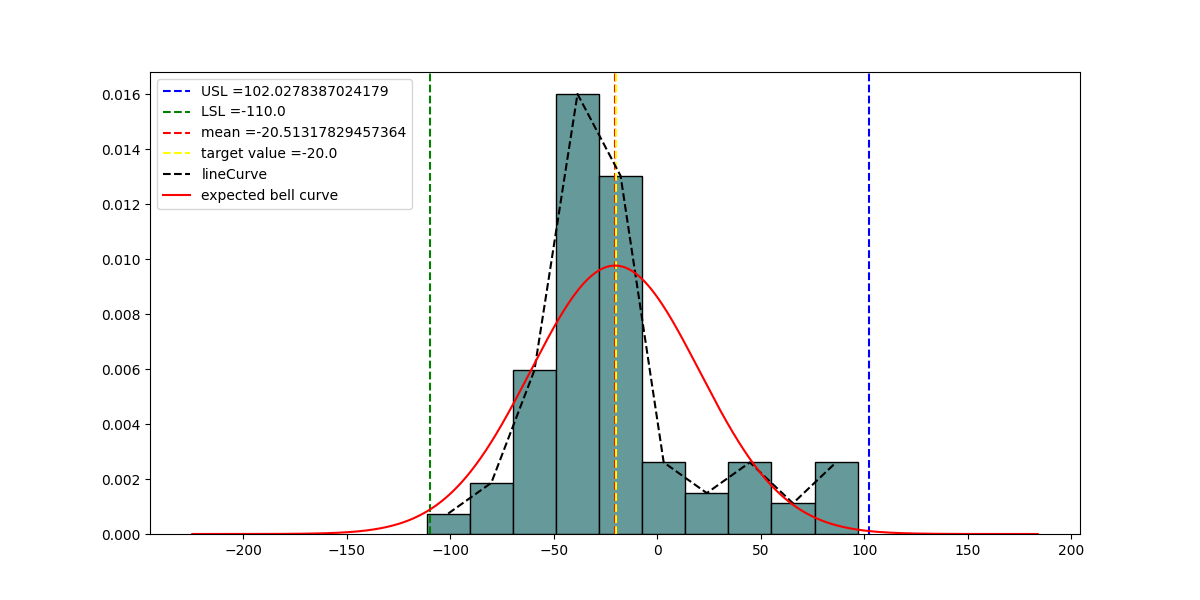 USL =102.0278387024179
LSL =-110.0
mean =-20.51317829457364
target value =-20.0
lineCurve
expected bell curve
0.016
0.014
0.012
0.010
0.008
0.006
0.004
0.002
0.000
−200 −150 −100 −50 0 50 100 150 200